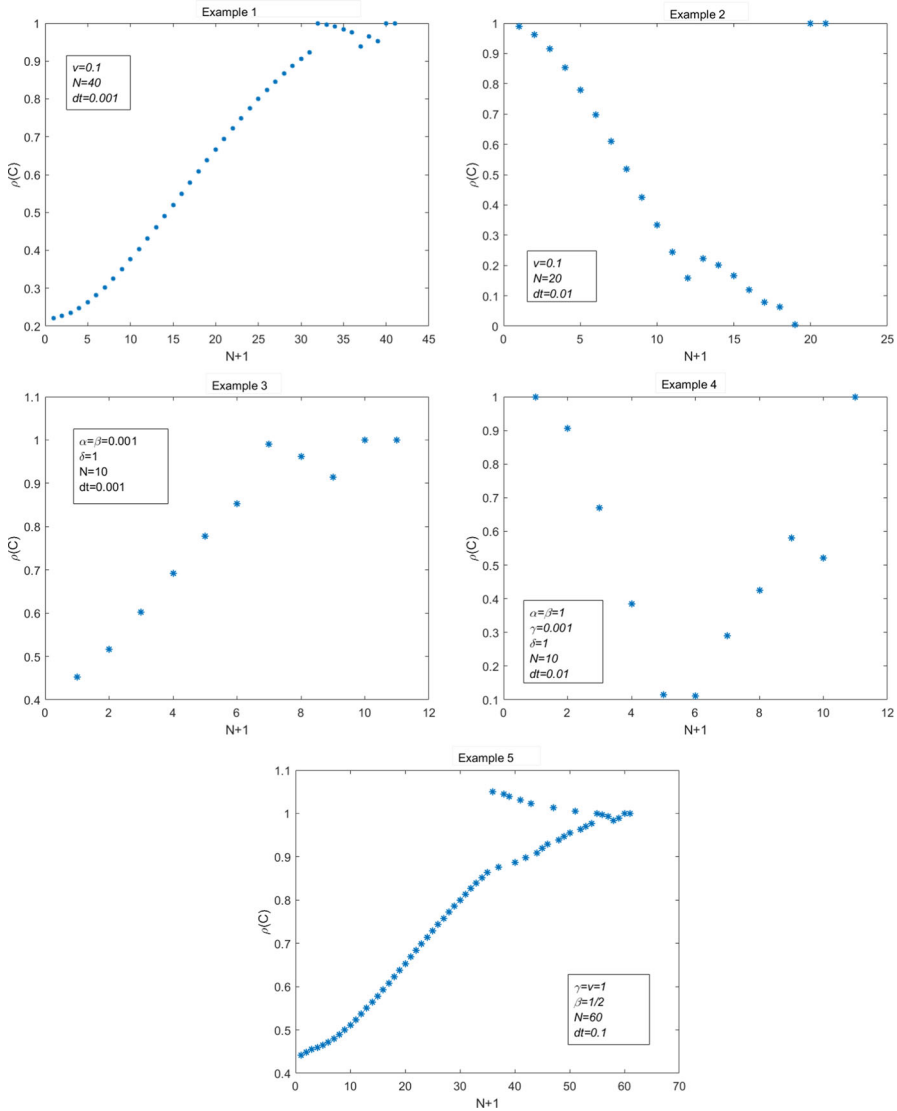 Example 1
1
0.9
0.8
0.7
0.6
0.5
0.4
0.3
0.2
ρ(C)
v=0.1
N=40
dt=0.001
0 5 10 15 20 25 30 35 40 45
N+1
Example 2
1
0.9
0.8
0.7
0.6
0.5
0.4
0.3
0.2
0.1
0
ρ(C)
v=0.1
N=20
dt=0.01
0 5 10 15 20 25
N+1
Example 3
1.1
1
0.9
0.8
0.7
0.6
0.5
0.4
ρ(C)
α=β=0.001
δ=1
N=10
dt=0.001
0 2 4 6 8 10 12
N+1
Example 4
1
0.9
0.8
0.7
0.6
0.5
0.4
0.3
0.2
0.1
ρ(C)
α=β=1
γ=0.001
δ=1
N=10
dt=0.01
0 2 4 6 8 10 12
N+1
Example 5
1.1
1
0.9
0.8
0.7
0.6
0.5
0.4
ρ(C)
γ=v=1
β=1/2
N=60
dt=0.1
0 10 20 30 40 50 60 70
N+1